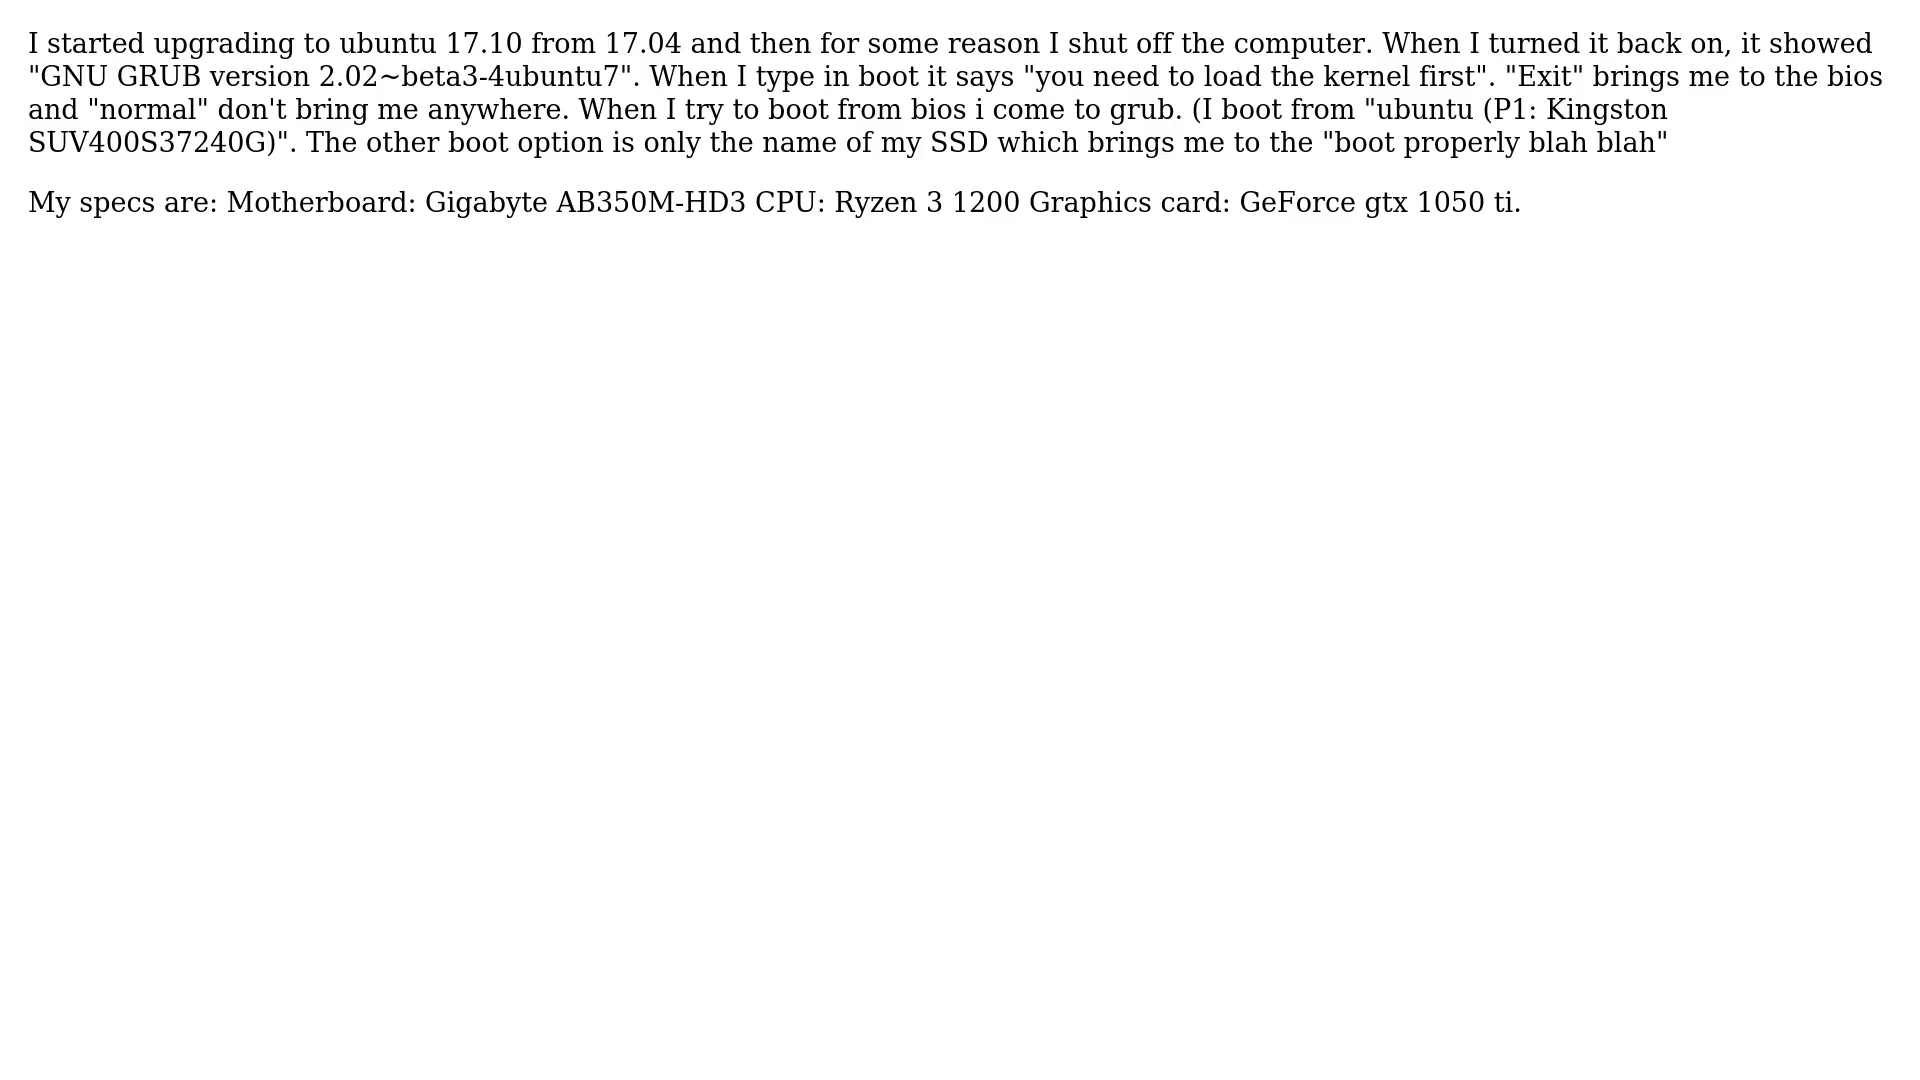 I started upgrading to ubuntu 17.10 from 17.04 and then for some reason I shut off the computer. When I turned it back on, it showed
"GNU GRUB version 2.02~beta3-4ubuntu7". When I type in boot it says "you need to load the kernel first". "Exit" brings me to the bios
and "normal" don't bring me anywhere. When I try to boot from bios i come to grub. (I boot from "ubuntu (P1: Kingston
SUV400S37240G)". The other boot option is only the name of my SSD which brings me to the "boot properly blah blah"
My specs are: Motherboard: Gigabyte AB350M-HD3 CPU: Ryzen 3 1200 Graphics card: GeForce gtx 1050 ti.